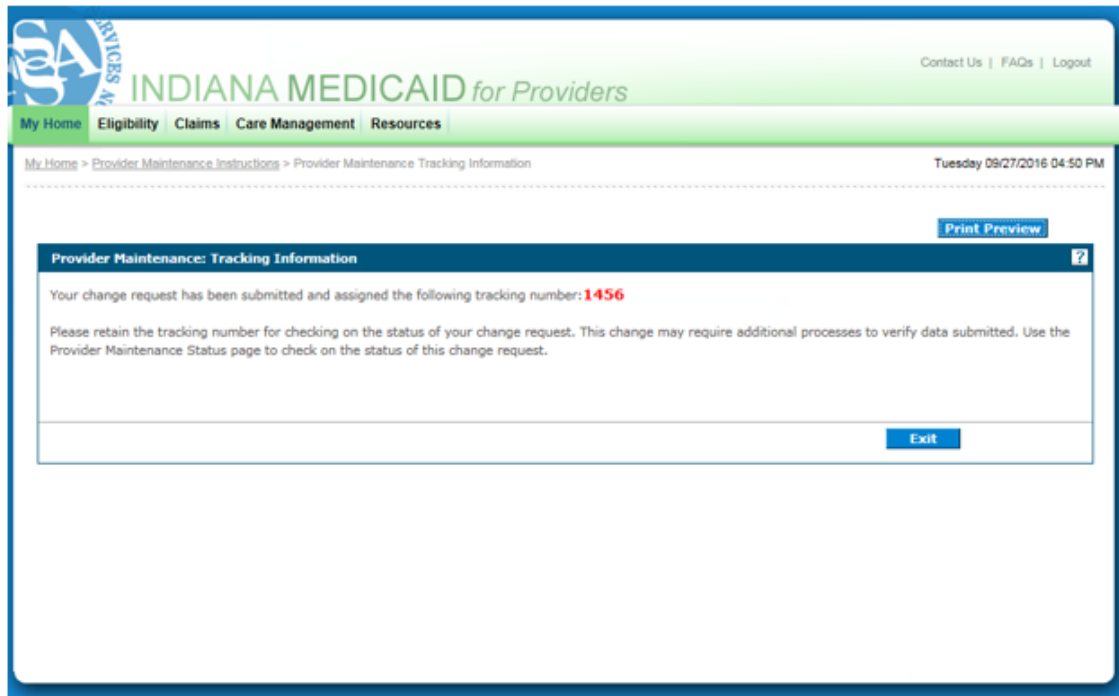 SERVICES
Contact Us | FAQs | Logout
INDIANA MEDICAID for Providers
My Home Eligibility Claims Care Management Resources
My Home > Provider Maintenance Instructions > Provider Maintenance Tracking Information Tuesday 09/27/2016 04:50 PM
Print Preview
Provider Maintenance: Tracking Information ?
Your change request has been submitted and assigned the following tracking number:1456
Please retain the tracking number for checking on the status of your change request. This change may require additional processes to verify data submitted. Use the
Provider Maintenance Status page to check on the status of this change request.
Exit